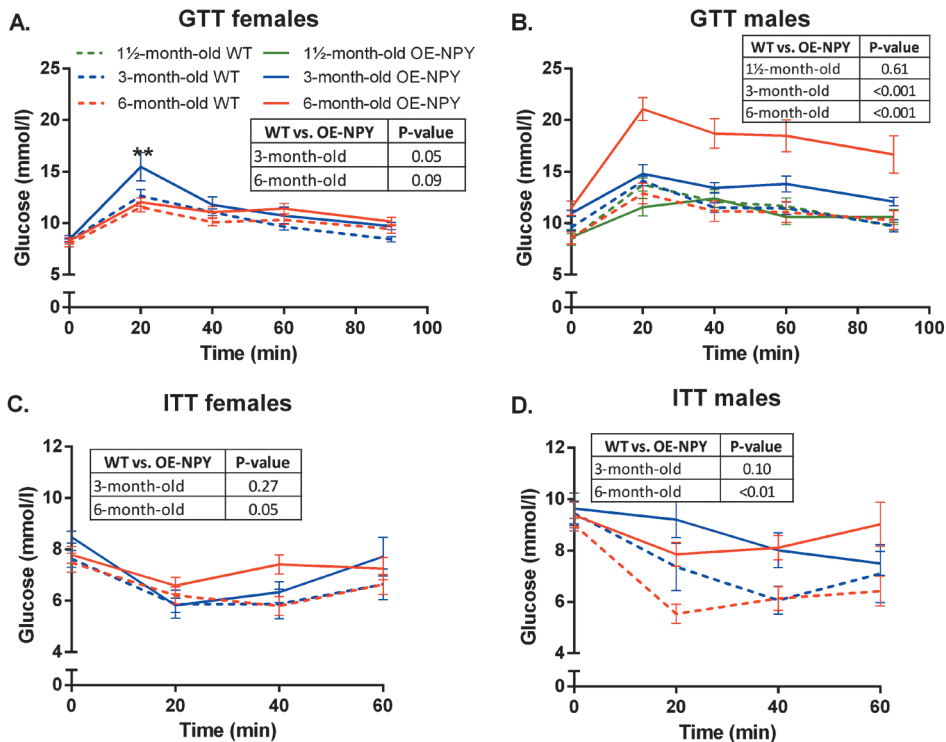 A. GTT females
1½-month-old WT 1½-month-old OE-NPY
3-month-old WT 3-month-old OE-NPY
6-month-old WT 6-month-old OE-NPY
WT vs. OE-NPY P-value
3-month-old 0.05
6-month-old 0.09
**
Glucose (mmol/l)
25
20
15
10
5
0
0 20 40 60 80 100
Time (min)
B. GTT males
WT vs. OE-NPY P-value
1½-month-old 0.61
3-month-old <0.001
6-month-old <0.001
Glucose (mmol/l)
25
20
15
10
5
0
0 20 40 60 80 100
Time (min)
C. ITT females
WT vs. OE-NPY P-value
3-month-old 0.27
6-month-old 0.05
Glucose (mmol/l)
12
10
8
6
4
0
0 20 40 60
Time (min)
D. ITT males
WT vs. OE-NPY P-value
3-month-old 0.10
6-month-old <0.01
Glucose (mmol/l)
12
10
8
6
4
0
0 20 40 60
Time (min)